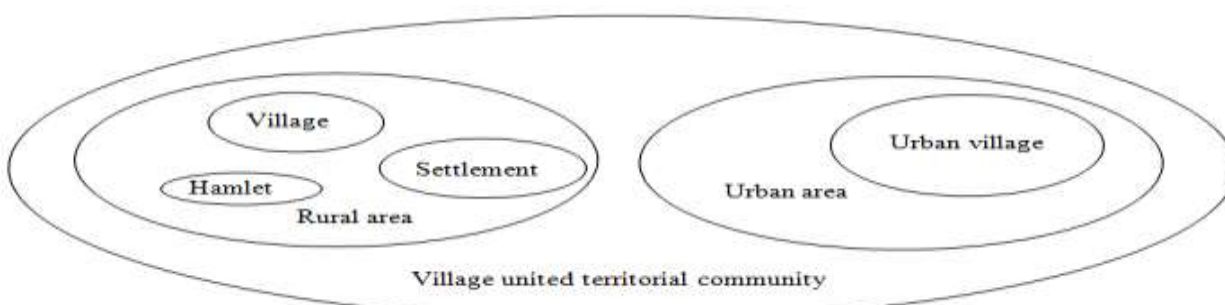 Village
Urban village
Settlement
Hamlet
Urban area
Rural area
Village united territorial community